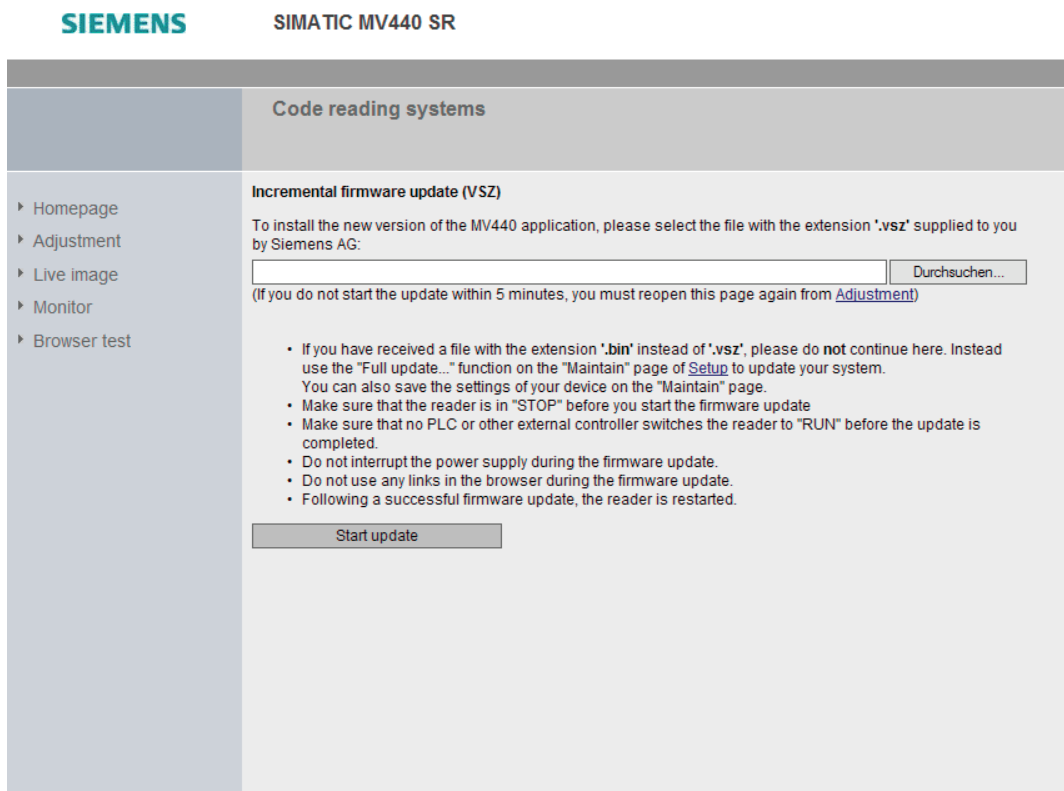 SIEMENS
SIMATIC MV440 SR
Code reading systems
Homepage
Adjustment
Live image
Monitor
Browser test
Incremental firmware update (VSZ)
To install the new version of the MV440 application, please select the file with the extension '.vsz' supplied to you
by Siemens AG:
Durchsuchen...
(If you do not start the update within 5 minutes, you must reopen this page again from Adjustment)
• If you have received a file with the extension '.bin' instead of '.vsz', please do not continue here. Instead
use the "Full update..." function on the "Maintain" page of Setup to update your system.
You can also save the settings of your device on the "Maintain" page.
• Make sure that the reader is in "STOP" before you start the firmware update
• Make sure that no PLC or other external controller switches the reader to "RUN" before the update is
completed.
• Do not interrupt the power supply during the firmware update.
• Do not use any links in the browser during the firmware update.
• Following a successful firmware update, the reader is restarted.
Start update